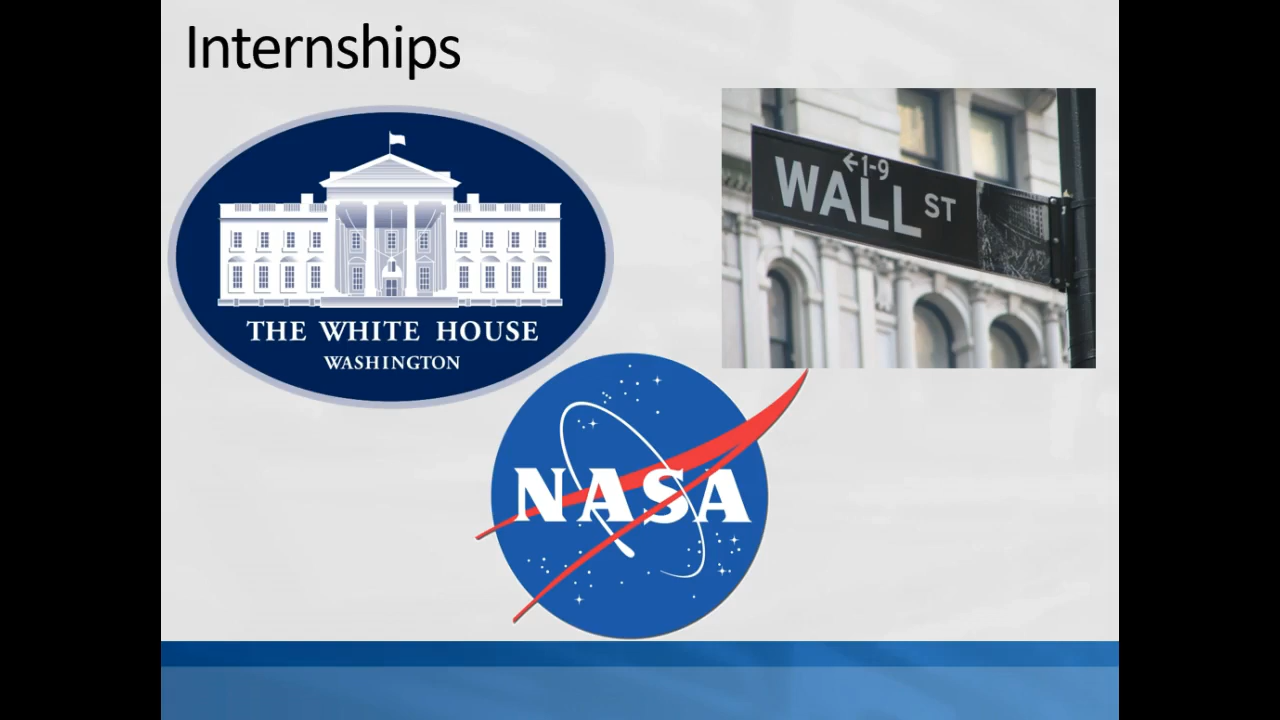 Internships
THE WHITE HOUSE
WASHINGTON
←1-9
WALL ST
NASA